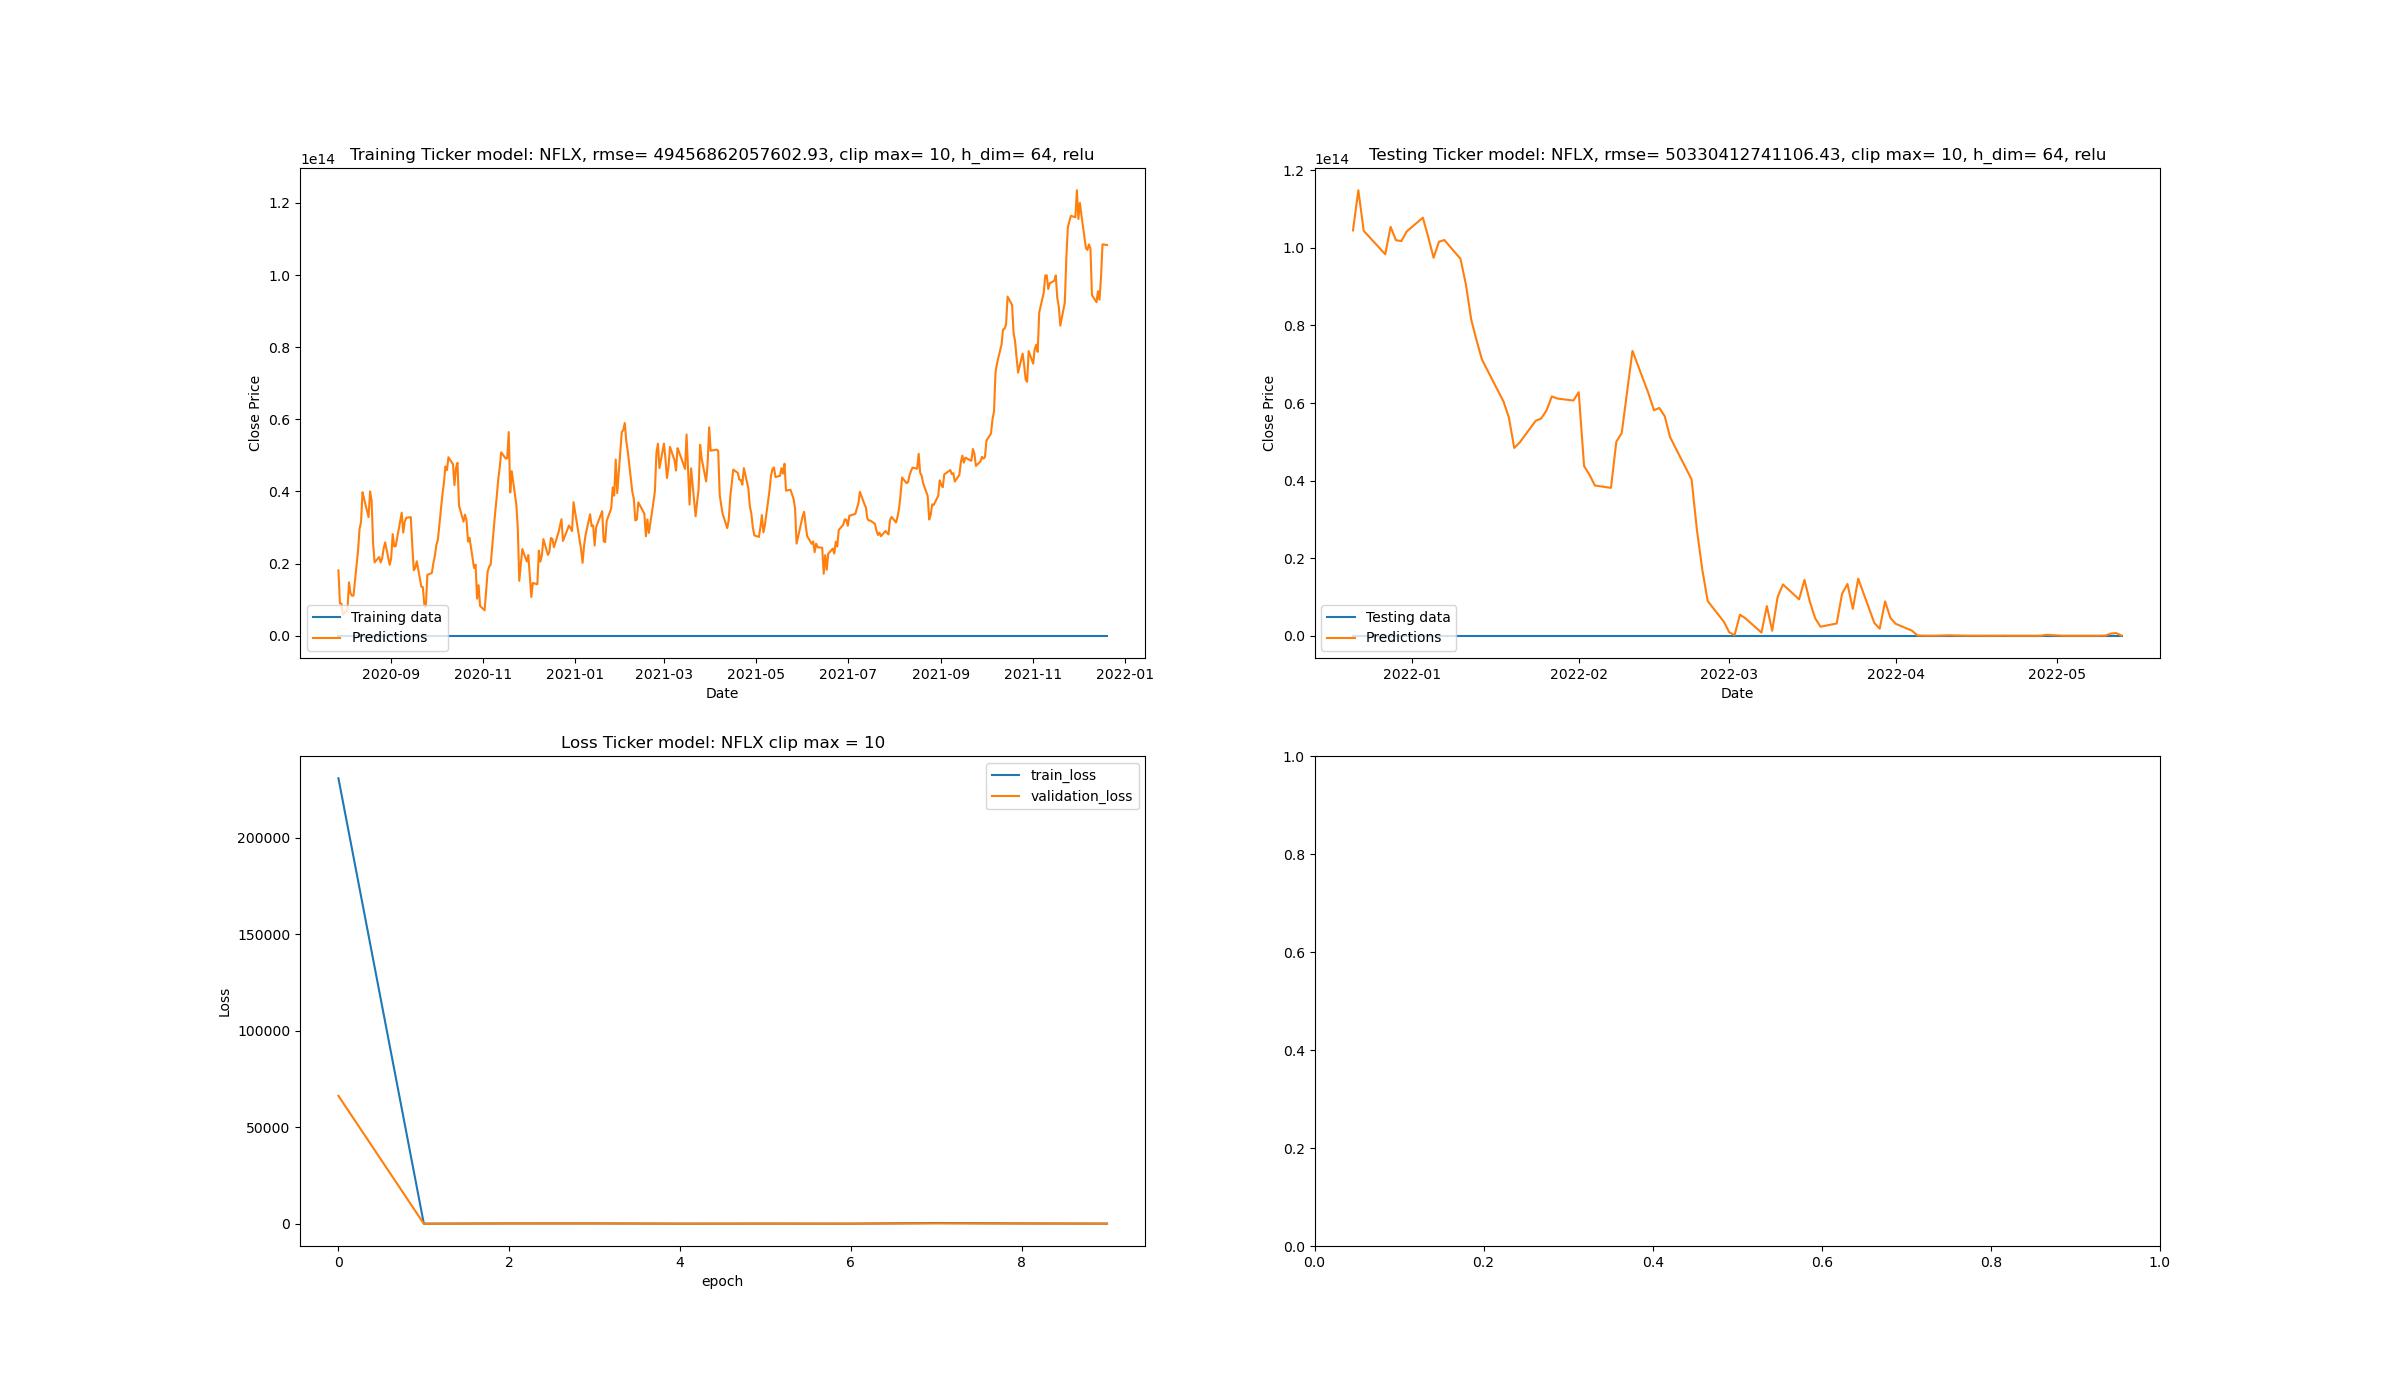 1e14
Training Ticker model: NFLX, rmse= 49456862057602.93, clip max= 10, h_dim= 64, relu
1.2
1.0
0.8
0.6
0.4
0.2
0.0
Close Price
Training data
Predictions
2020-09 2020-11 2021-01 2021-03 2021-05 2021-07 2021-09 2021-11 2022-01
Date
1e14
Testing Ticker model: NFLX, rmse= 50330412741106.43, clip max= 10, h_dim= 64, relu
1.2
1.0
0.8
0.6
0.4
0.2
0.0
Close Price
Testing data
Predictions
2022-01 2022-02 2022-03 2022-04 2022-05
Date
Loss Ticker model: NFLX clip max = 10
train_loss
validation_loss
200000
150000
100000
50000
0
Loss
0 2 4 6 8
epoch
1.0
0.8
0.6
0.4
0.2
0.0
0.0 0.2 0.4 0.6 0.8 1.0